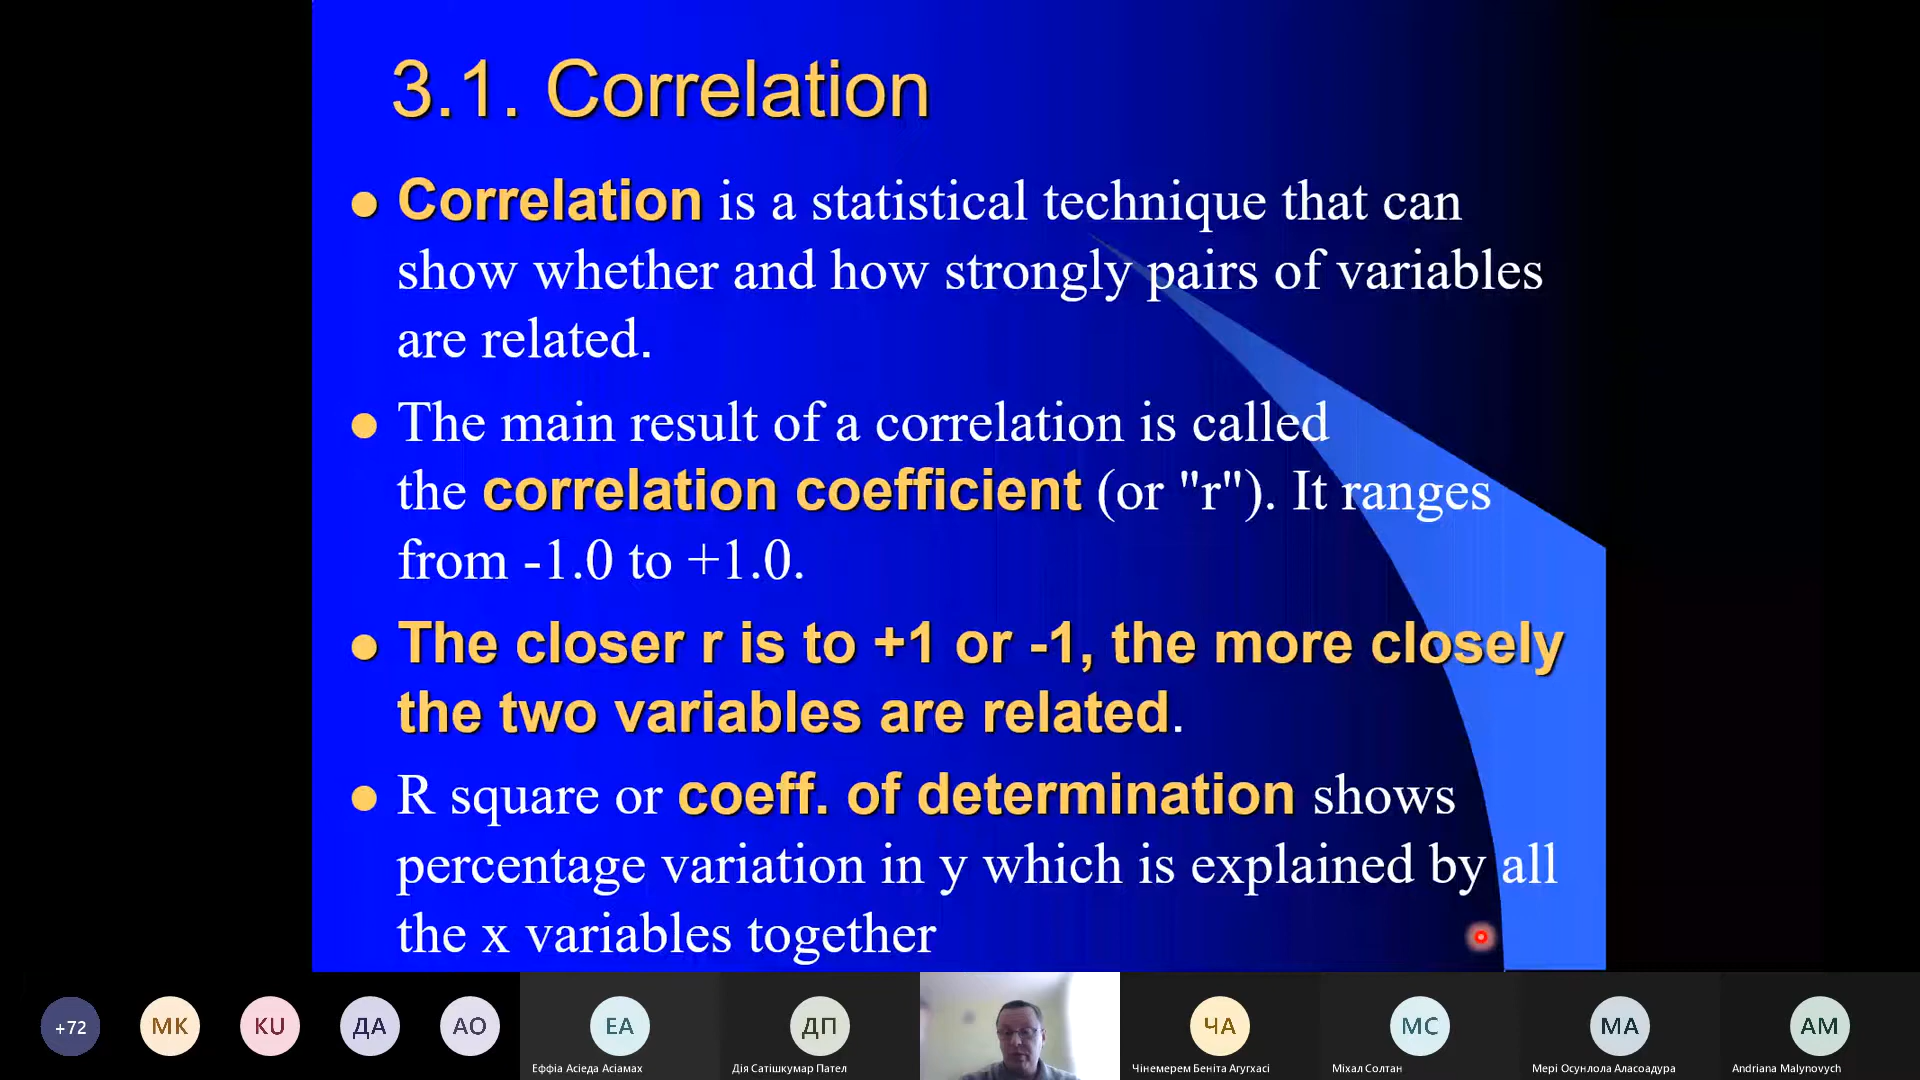 3.1. Correlation
Correlation is a statistical technique that can
show whether and how strongly pairs of variables
are related.
The main result of a correlation is called
the correlation coefficient (or "r"). It ranges
from -1.0 to +1.0.
The closer r is to +1 or -1, the more closely
the two variables are related.
R square or coeff. of determination shows
percentage variation in y which is explained by all
the x variables together
+72
МК
KU
ДА
АО
ЕА
ДП
ЧА
МС
МА
AM
Еффіа Асієда Асіамах
Дія Сатішкумар Пател
Чінемерем Беніта Агугхасі
Міхал Солтан
Мері Осунлола Аласоадура
Andriana Malynovych